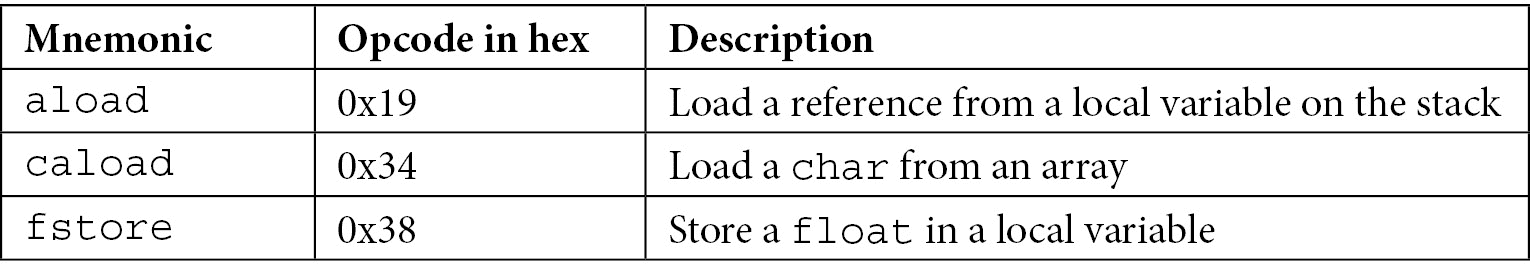 Mnemonic Opcode in hex Description
aload 0x19 Load a reference from a local variable on the stack
caload 0x34 Load a char from an array
fstore 0x38 Store a float in a local variable